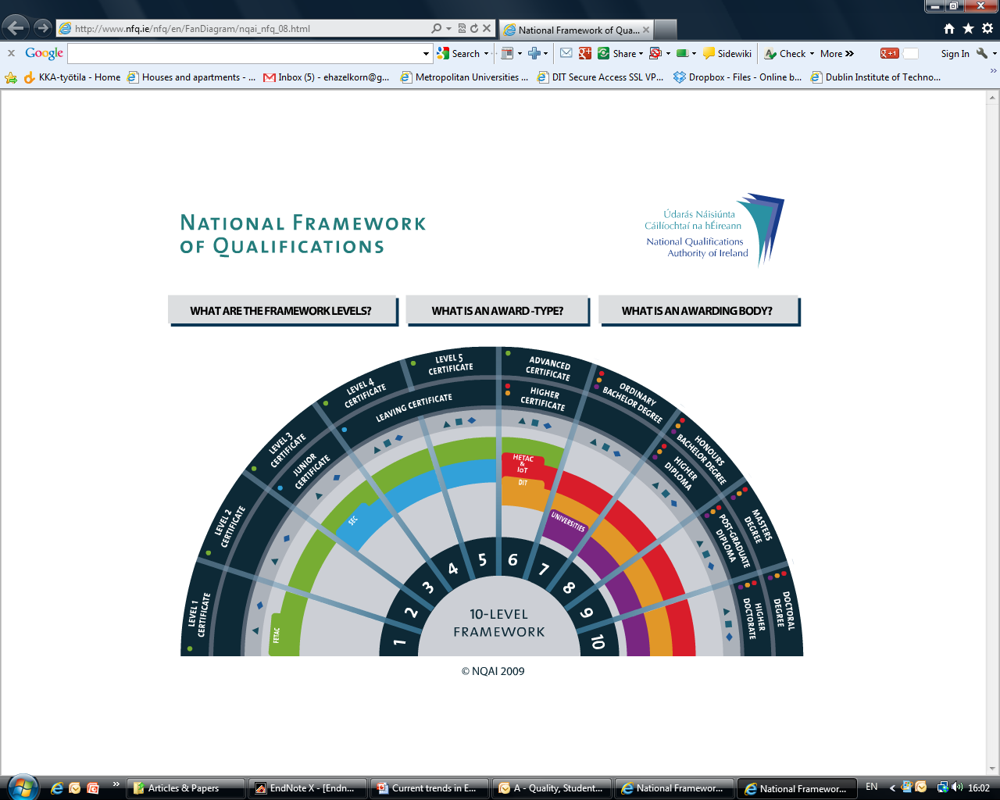 http://www.nfq.ie/nfq/en/FanDiagram/nqai_nfq_08.html
National Framework of Qua...
x Google Search Share Sidewiki Check More » +1 Sign In
KKA-työtila - Home Houses and apartments - ... Inbox (5) - ehazelkorn@g... Metropolitan Universities ... DIT Secure Access SSL VP... Dropbox - Files - Online b... Dublin Institute of Techno... »
NATIONAL FRAMEWORK
OF QUALIFICATIONS
Údarás Náisiúnta
Cáilíochtaí na hÉireann
National Qualifications
Authority of Ireland
WHAT ARE THE FRAMEWORK LEVELS?
WHAT IS AN AWARD -TYPE?
WHAT IS AN AWARDING BODY?
LEVEL 1
CERTIFICATE
LEVEL 2
CERTIFICATE
LEVEL 3
CERTIFICATE
JUNIOR
CERTIFICATE
LEVEL 4
CERTIFICATE
LEVEL 5
CERTIFICATE
LEAVING CERTIFICATE
ADVANCED
CERTIFICATE
HIGHER
CERTIFICATE
ORDINARY
BACHELOR DEGREE
HONOURS
BACHELOR DEGREE
HIGHER
DIPLOMA
MASTERS
DEGREE
POST-GRADUATE
DIPLOMA
DOCTORAL
DEGREE
HIGHER
DOCTORATE
FETAC
SEC
HETAC
&
IoT
DIT
UNIVERSITIES
1
2
3
4
5
6
7
8
9
10
10-LEVEL
FRAMEWORK
© NQAI 2009
Articles & Papers EndNote X - [Endn... Current trends in E... A - Quality, Student... National Framewor... National Framewor... EN 16:02